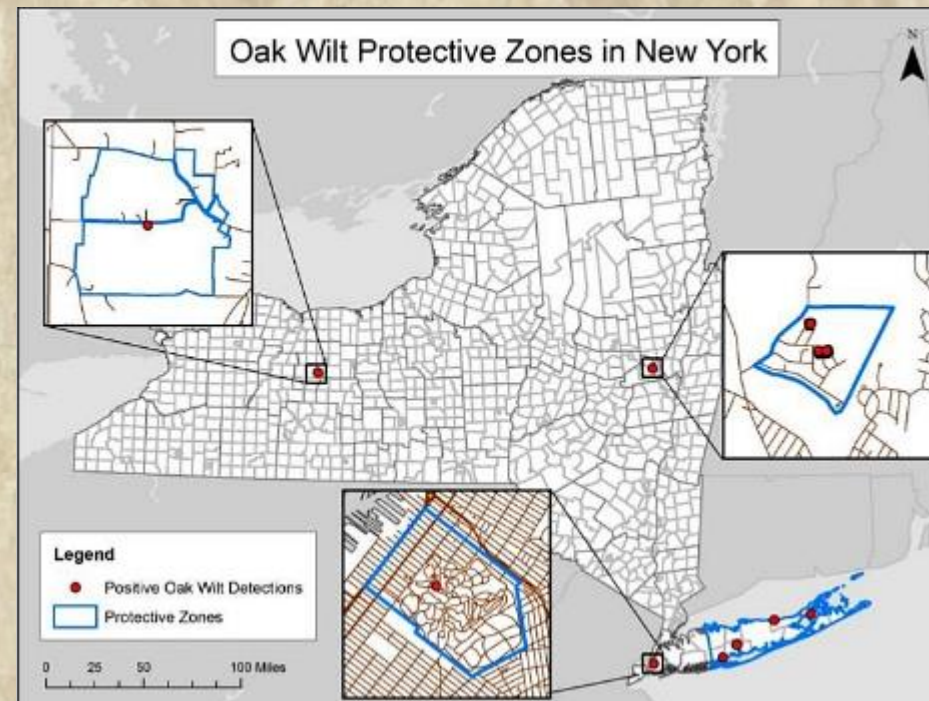 Oak Wilt Protective Zones in New York
N
Legend
Positive Oak Wilt Detections
Protective Zones
0 25 50 100 Miles